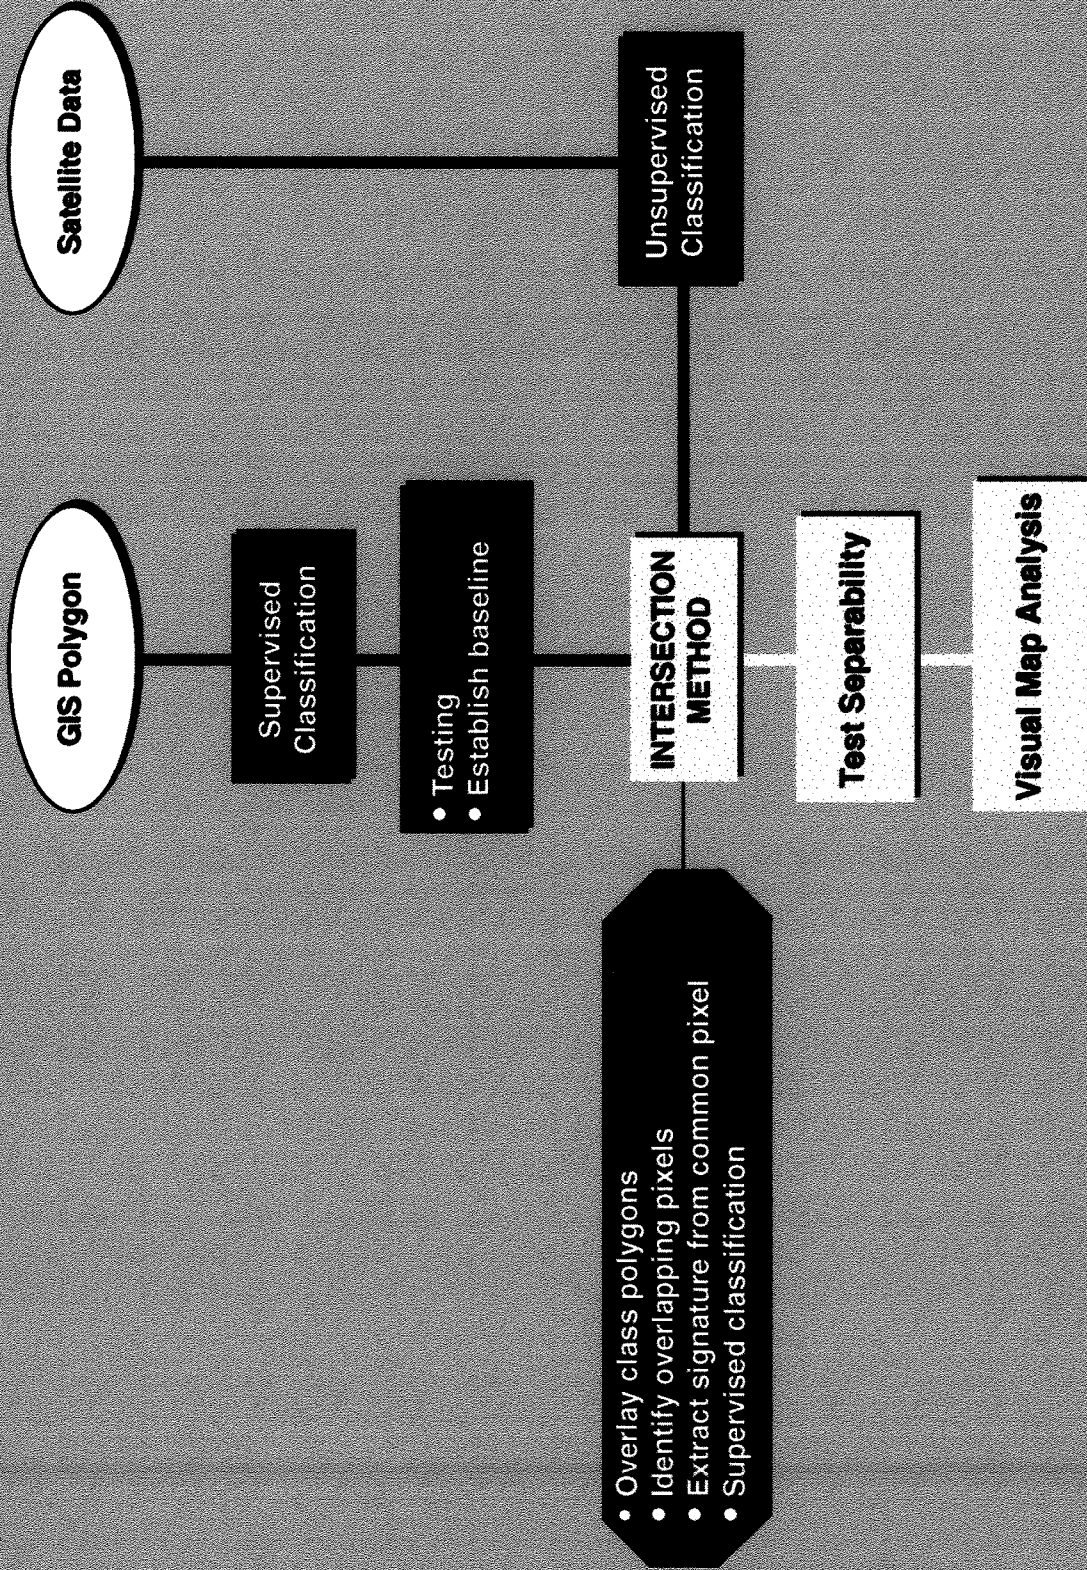 GIS Polygon
Satellite Data
Supervised
Classification
• Testing
• Establish baseline
• Overlay class polygons
• Identify overlapping pixels
• Extract signature from common pixel
• Supervised classification
INTERSECTION
METHOD
Unsupervised
Classification
Test Separability
Visual Map Analysis